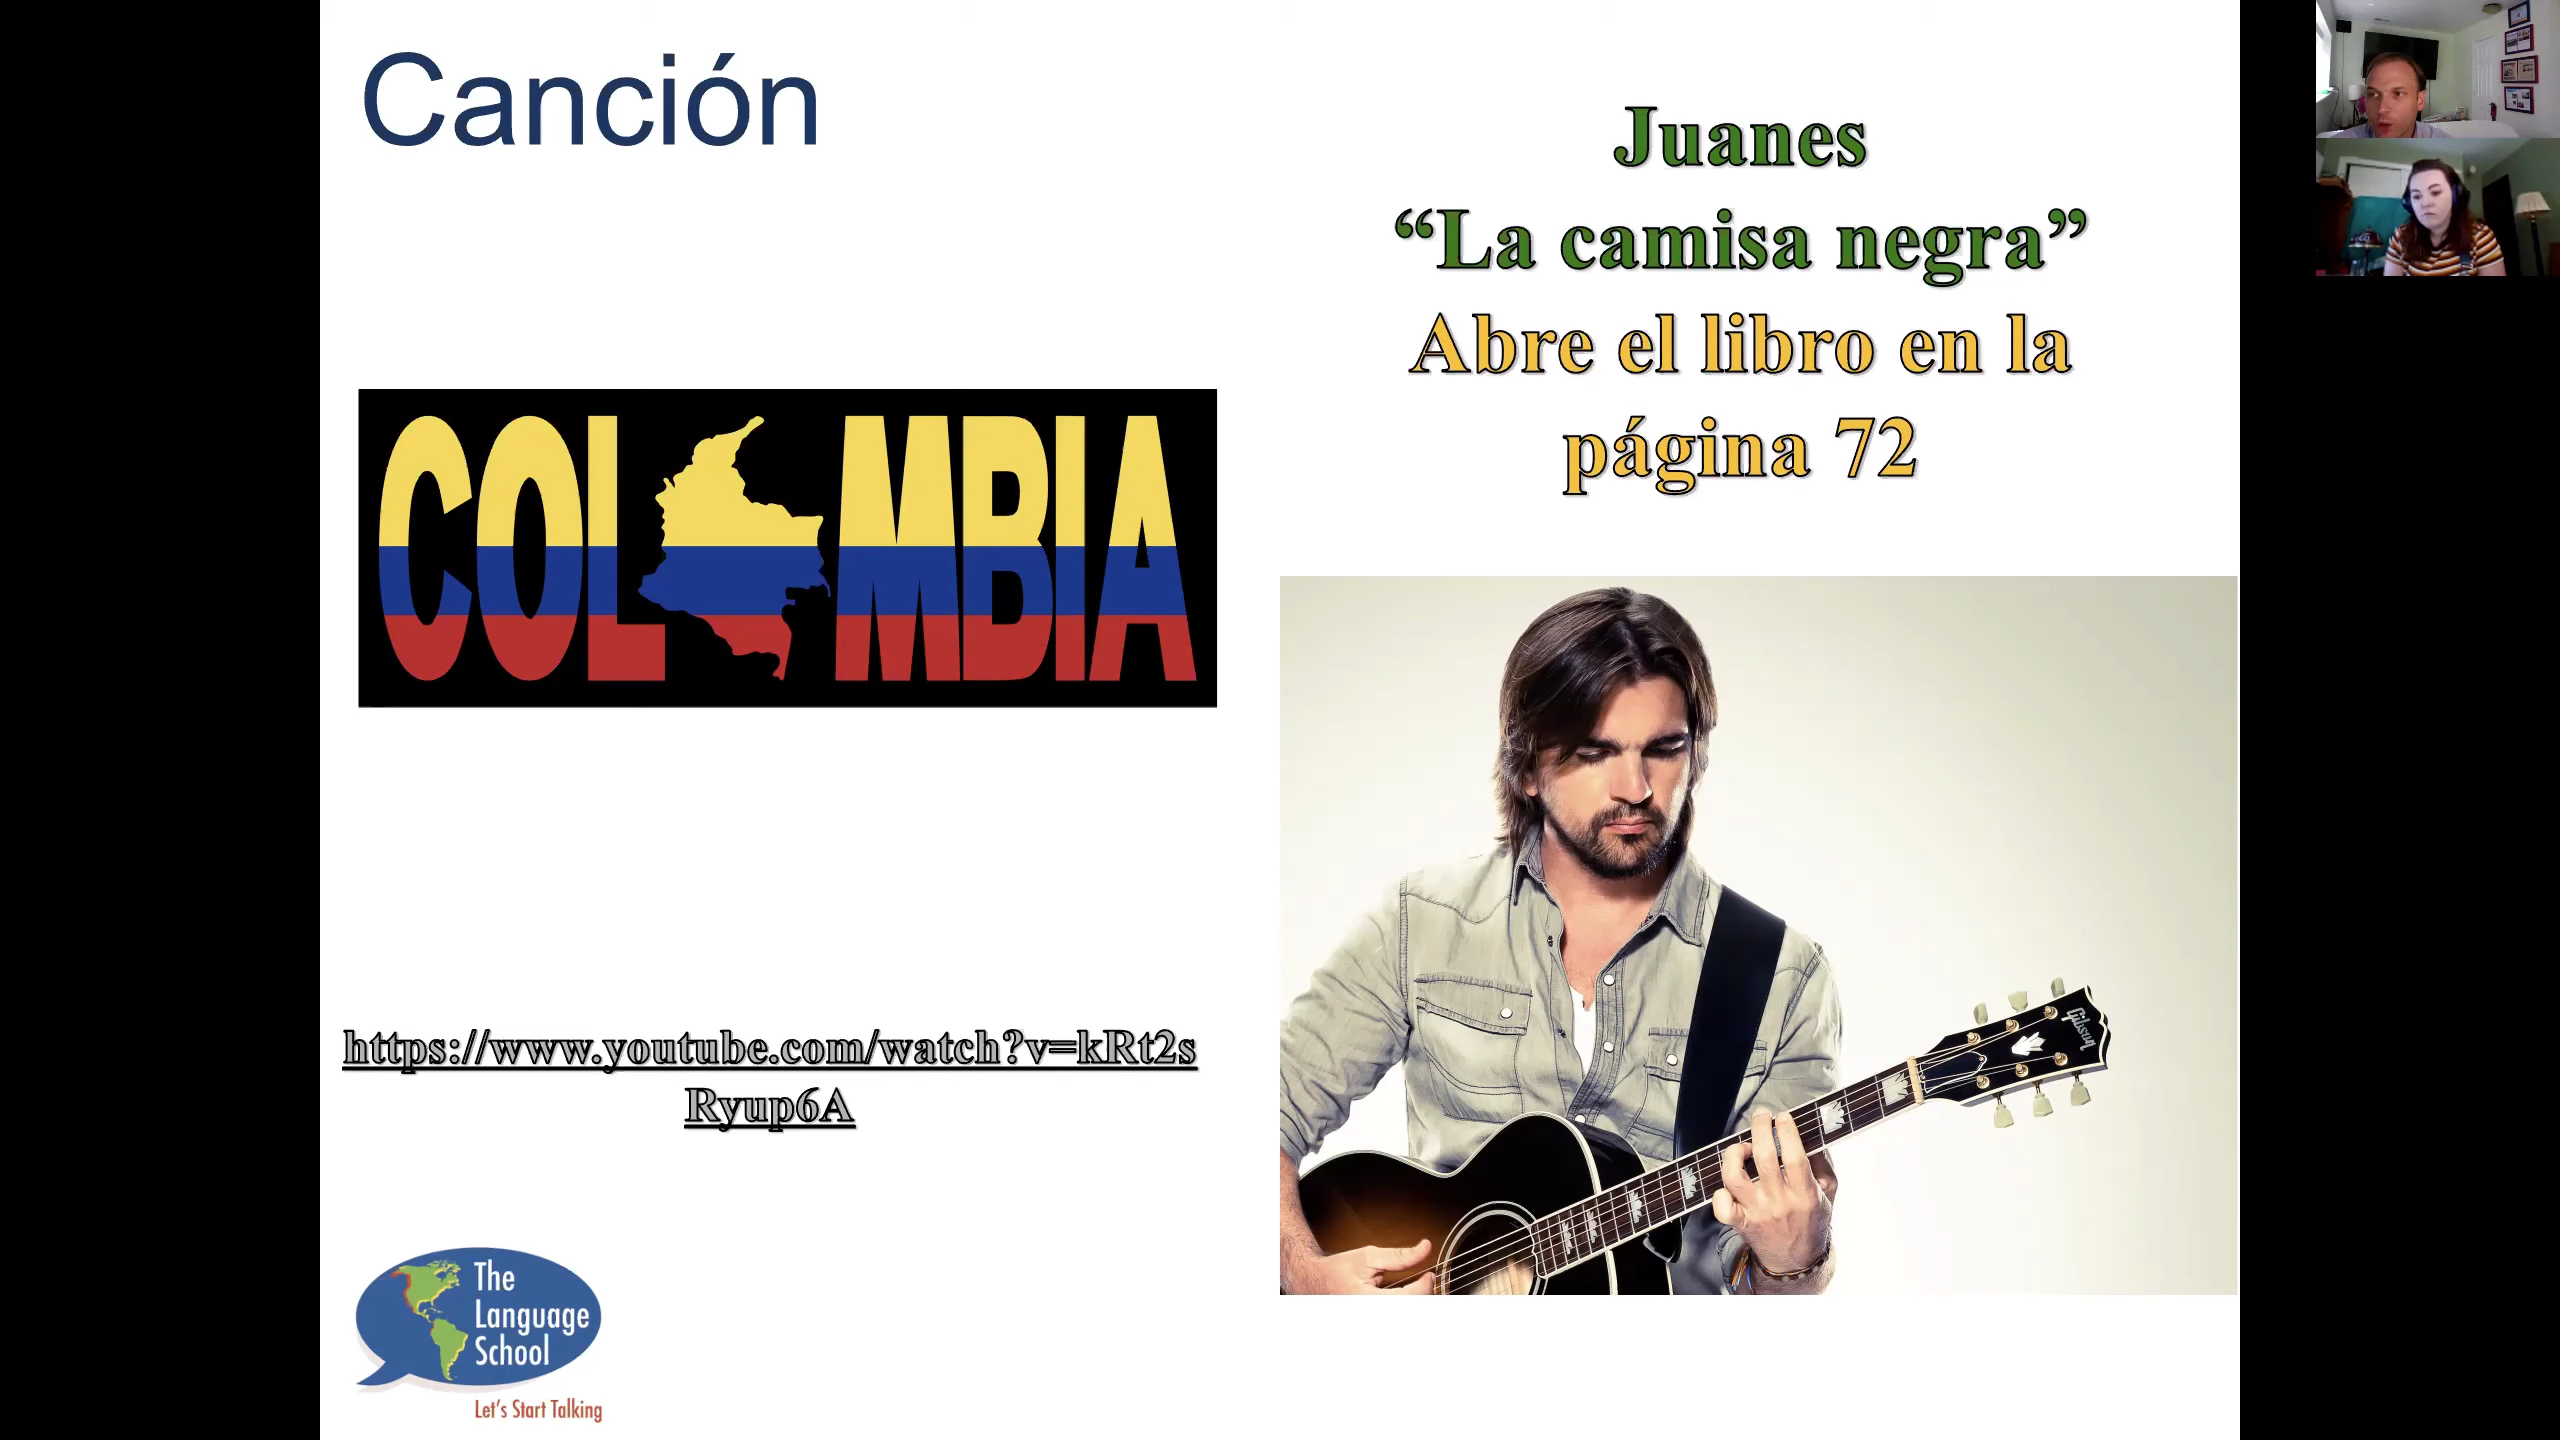 Canción
Juanes
“La camisa negra”
Abre el libro en la
página 72
COLOMBIA
https://www.youtube.com/watch?v=kRt2s
Ryup6A
Gibson
The
Language
School
Let's Start Talking